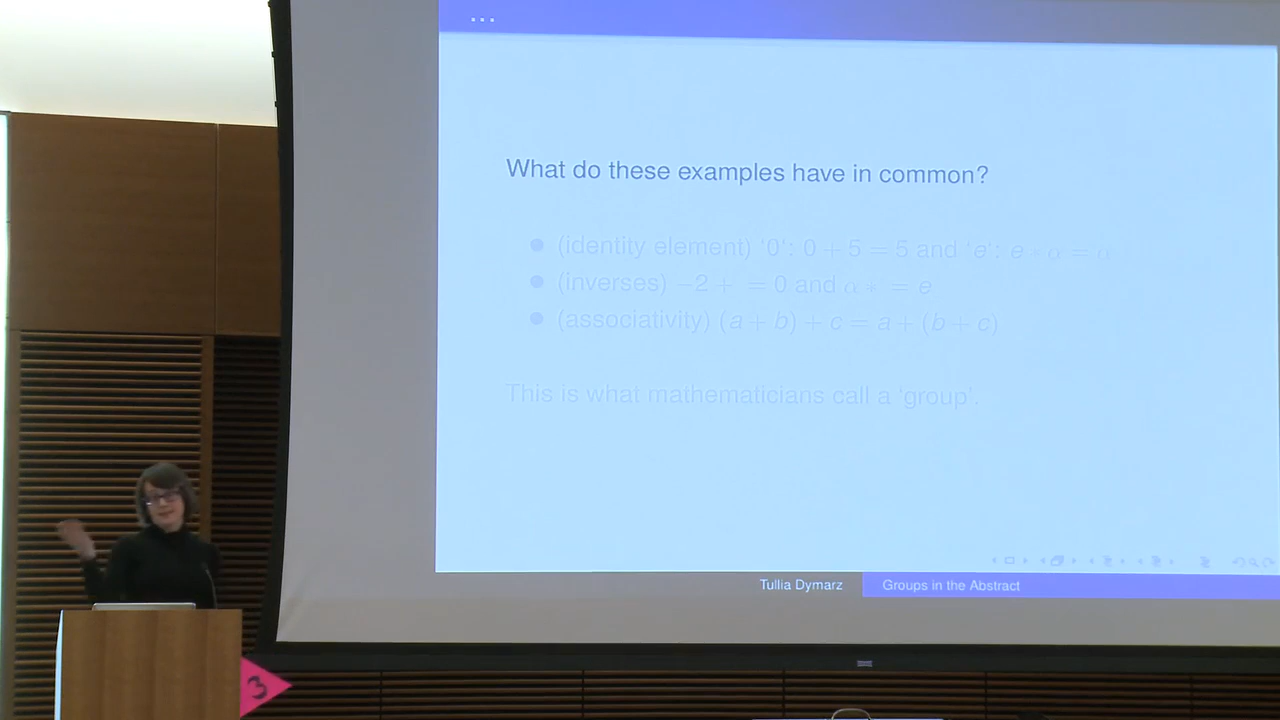 ...
What do these examples have in common?
(identity element) '0': 0 + 5 = 5 and 'e': e * α = α
(inverses) −2 + = 0 and α * = e
(associativity) (a + b) + c = a + (b + c)
This is what mathematicians call a 'group'.
Tullia Dymarz Groups in the Abstract
3